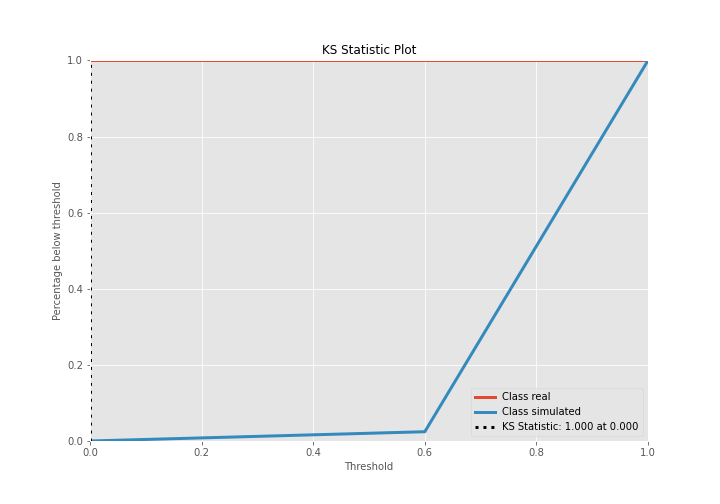 KS Statistic Plot
1.0
0.8
0.6
0.4
0.2
0.0
Percentage below threshold
Class real
Class simulated
KS Statistic: 1.000 at 0.000
0.0 0.2 0.4 0.6 0.8 1.0
Threshold